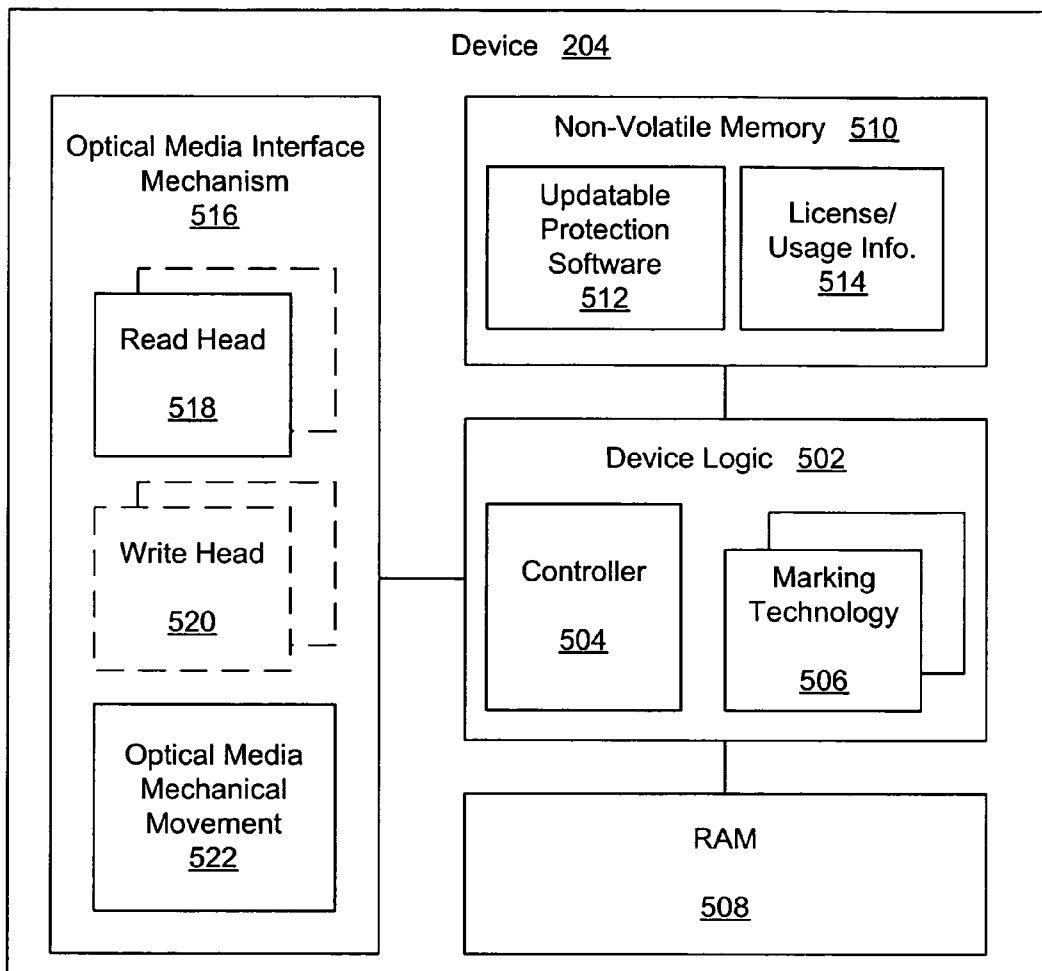 Device 204
Optical Media Interface
Mechanism
516
Read Head
518
Write Head
520
Optical Media
Mechanical
Movement
522
Non-Volatile Memory 510
Updatable
Protection
Software
512
License/
Usage Info.
514
Device Logic 502
Controller
504
Marking
Technology
506
RAM
508